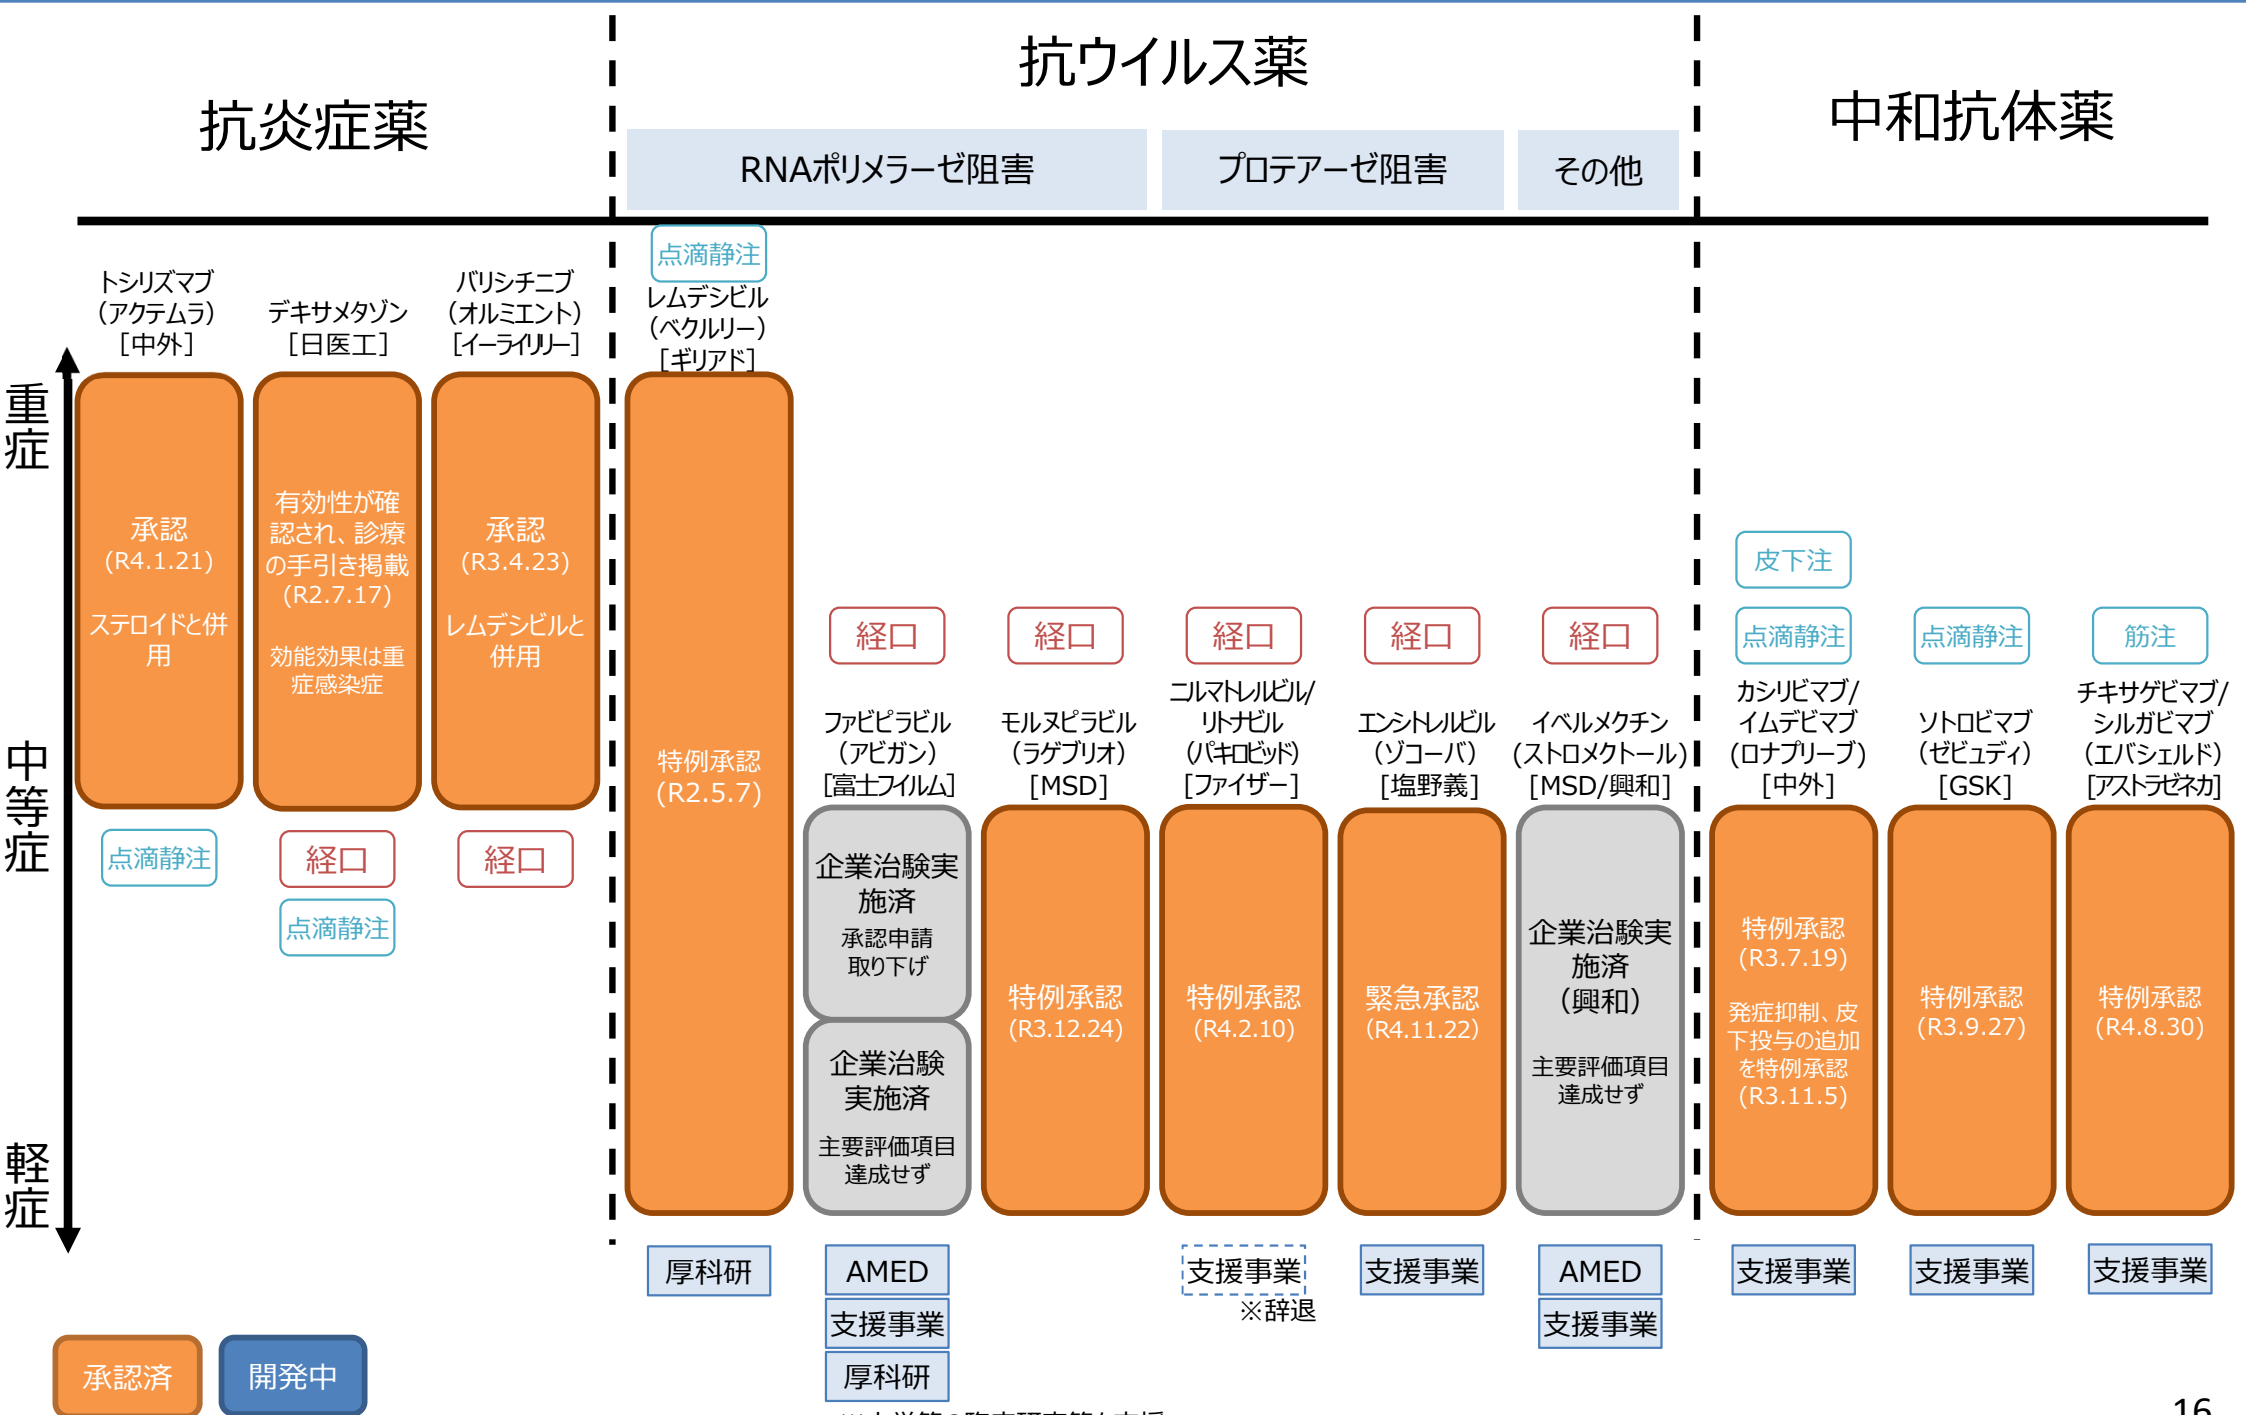 抗炎症薬
抗ウイルス薬
中和抗体薬
RNAポリメラーゼ阻害
プロテアーゼ阻害
その他
重症
中等症
軽症
トシリズマブ
（アクテムラ）
［中外］
承認
(R4.1.21)
ステロイドと併
用
点滴静注
デキサメタゾン
［日医工］
有効性が確
認され、診療
の手引き掲載
(R2.7.17)
効能効果は重
症感染症
経口
点滴静注
バリシチニブ
（オルミエント）
［イーライリリー］
承認
(R3.4.23)
レムデシビルと
併用
経口
点滴静注
レムデシビル
（ベクルリー）
［ギリアド］
特例承認
(R2.5.7)
厚科研
経口
ファビピラビル
（アビガン）
［富士フイルム］
企業治験実
施済
承認申請
取り下げ
企業治験
実施済
主要評価項目
達成せず
AMED
支援事業
厚科研
経口
モルヌピラビル
（ラゲブリオ）
［MSD］
特例承認
(R3.12.24)
経口
ニルマトレルビル/
リトナビル
（パキロビッド）
［ファイザー］
特例承認
(R4.2.10)
支援事業
※辞退
経口
エンシトレルビル
（ゾコーバ）
［塩野義］
緊急承認
(R4.11.22)
支援事業
経口
イベルメクチン
（ストロメクトール）
［MSD/興和］
企業治験実
施済
（興和）
主要評価項目
達成せず
AMED
支援事業
皮下注
点滴静注
カシリビマブ/
イムデビマブ
（ロナプリーブ）
［中外］
特例承認
(R3.7.19)
発症抑制、皮
下投与の追加
を特例承認
(R3.11.5)
支援事業
点滴静注
ソトロビマブ
（ゼビュディ）
［GSK］
特例承認
(R3.9.27)
支援事業
筋注
チキサゲビマブ/
シルガビマブ
（エバシェルド）
［アストラゼネカ］
特例承認
(R4.8.30)
支援事業
承認済
開発中
16